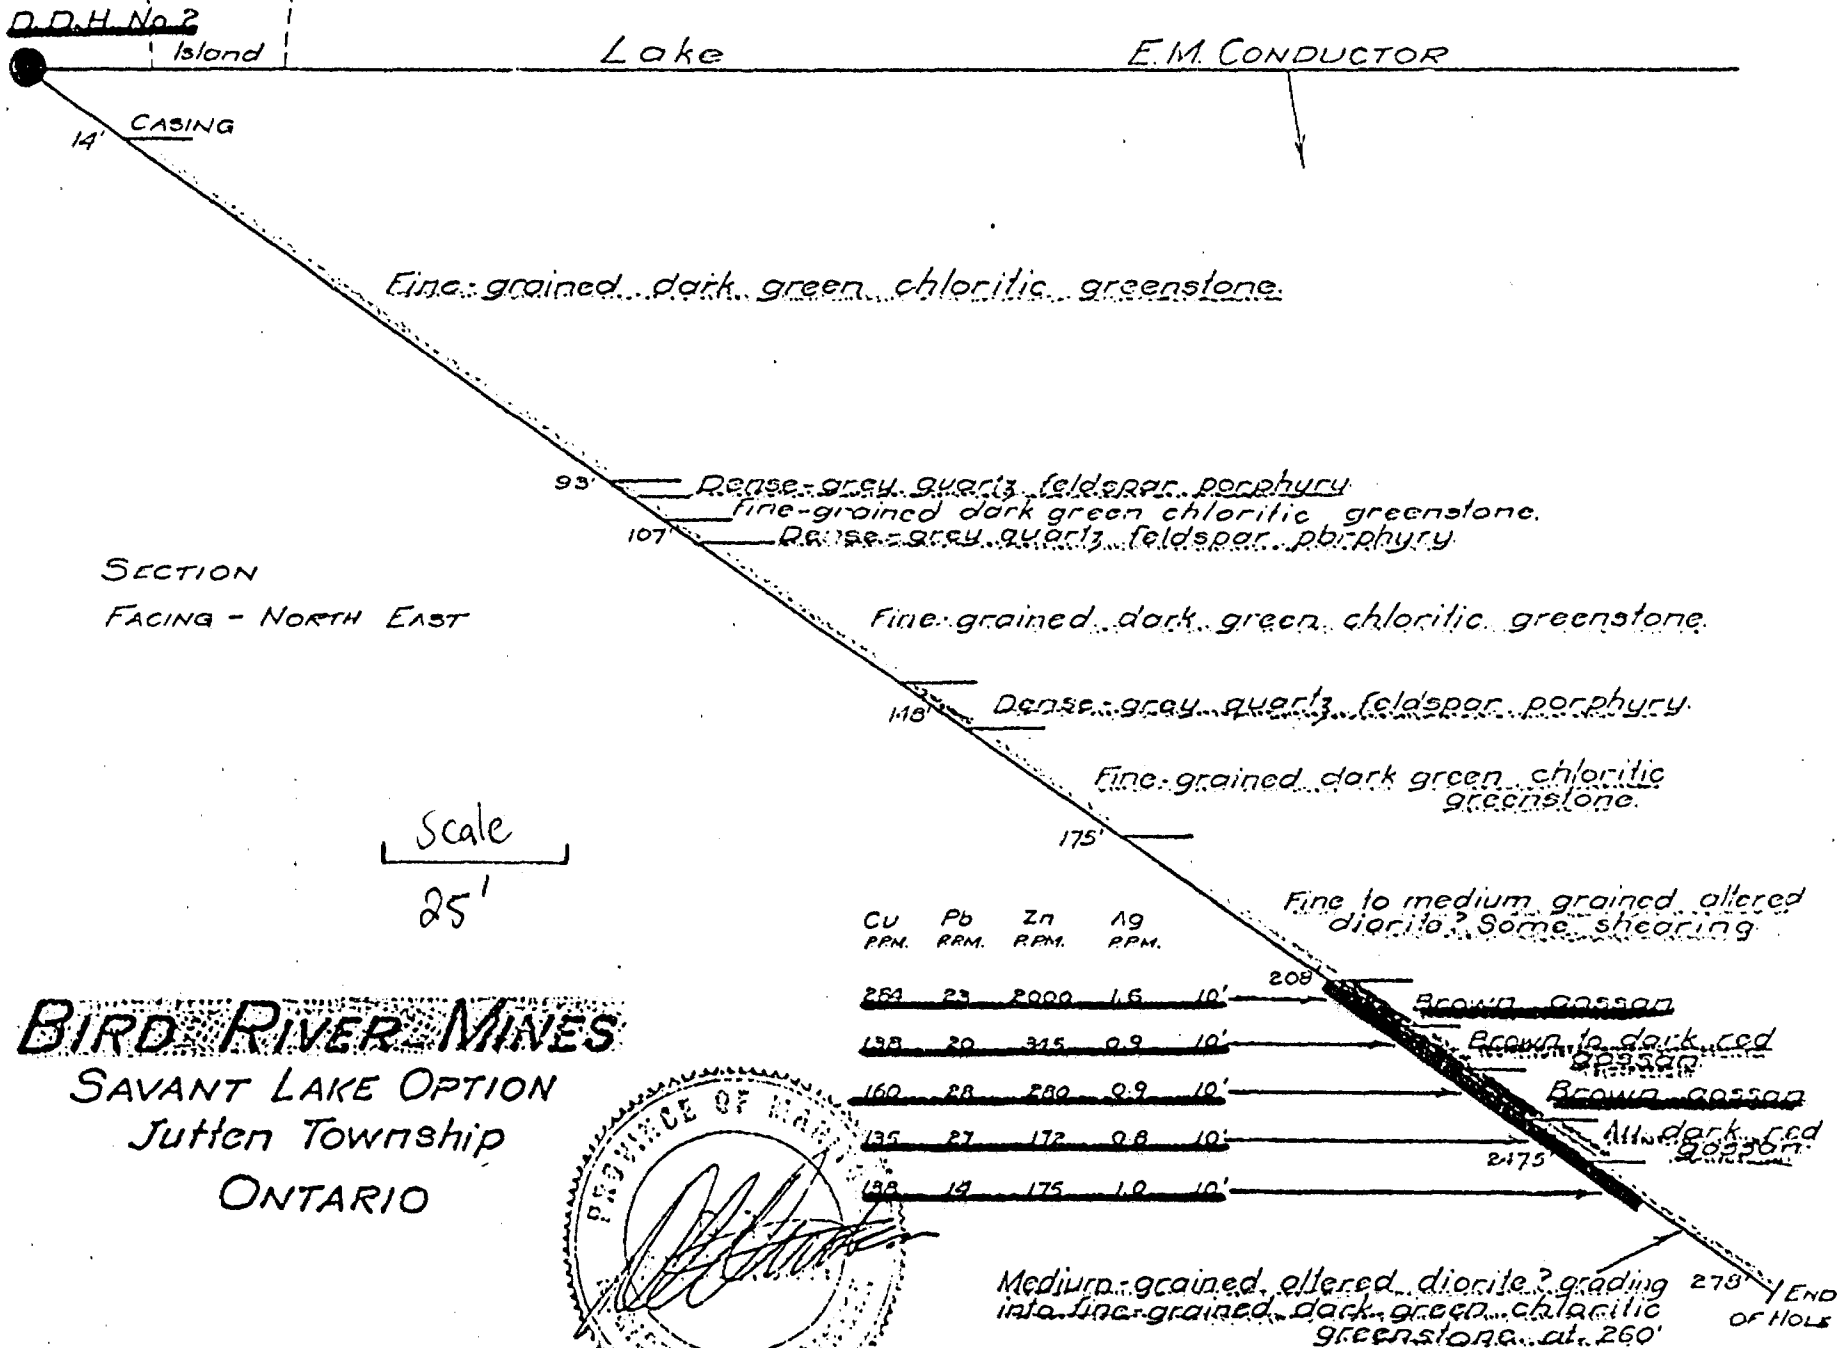 D.D.H. No 2
Island
Lake
E.M. CONDUCTOR
CASING
14'
Fine-grained dark green chloritic greenstone.
93'
Dense-grey quartz feldspar porphyry
Fine-grained dark green chloritic greenstone.
107'
Dense-grey quartz feldspar porphyry
SECTION
FACING - NORTH EAST
Fine-grained dark green chloritic greenstone.
148'
Dense-grey quartz feldspar porphyry.
Fine-grained dark green chloritic
greenstone.
175'
Scale
25'
Fine to medium grained altered
diorite? Some shearing
Cu Pb Zn Ag
P.P.M. P.P.M. P.P.M. P.P.M.
208'
264 23 2000 1.6 10'
Brown gossan
138 20 345 0.9 10'
Brown to dark red
gossan
160 28 280 0.9 10'
Brown gossan
135 27 172 0.8 10'
All dark red
gossan
247.5'
138 14 175 1.0 10'
BIRD RIVER MINES
SAVANT LAKE OPTION
Jutten Township
ONTARIO
PROVINCE OF
Medium-grained altered diorite? grading
into fine-grained dark green chloritic
greenstone at 260'
278'
END
OF HOLE